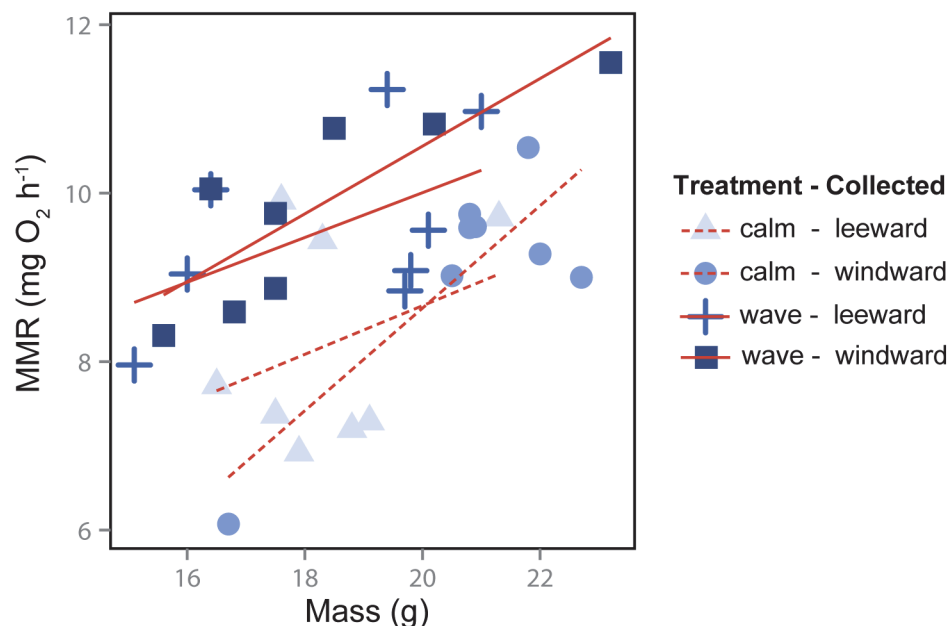 12
10
8
6
MMR (mg O₂ h⁻¹)
16 18 20 22
Mass (g)
Treatment - Collected
calm - leeward
calm - windward
wave - leeward
wave - windward